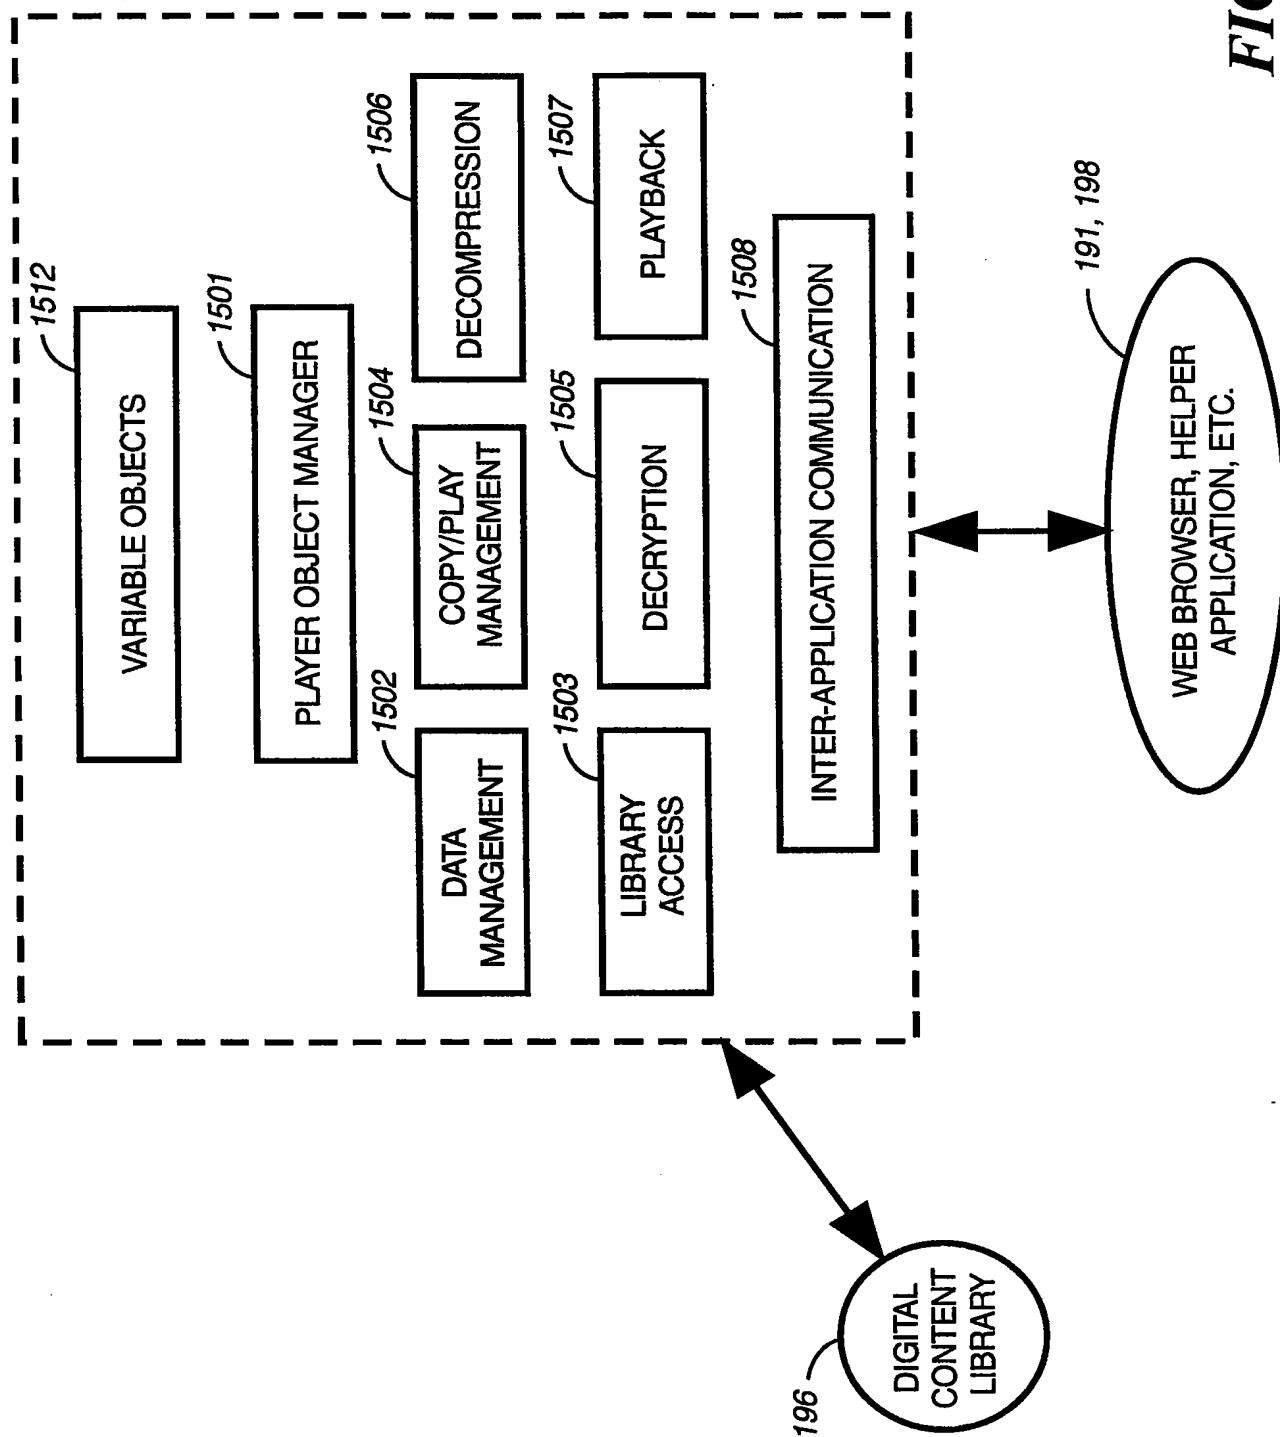 1512
VARIABLE OBJECTS
1501
PLAYER OBJECT MANAGER
1502
DATA
MANAGEMENT
1504
COPY/PLAY
MANAGEMENT
1506
DECOMPRESSION
1503
LIBRARY
ACCESS
1505
DECRYPTION
1507
PLAYBACK
1508
INTER-APPLICATION COMMUNICATION
196
DIGITAL
CONTENT
LIBRARY
191, 198
WEB BROWSER, HELPER
APPLICATION, ETC.